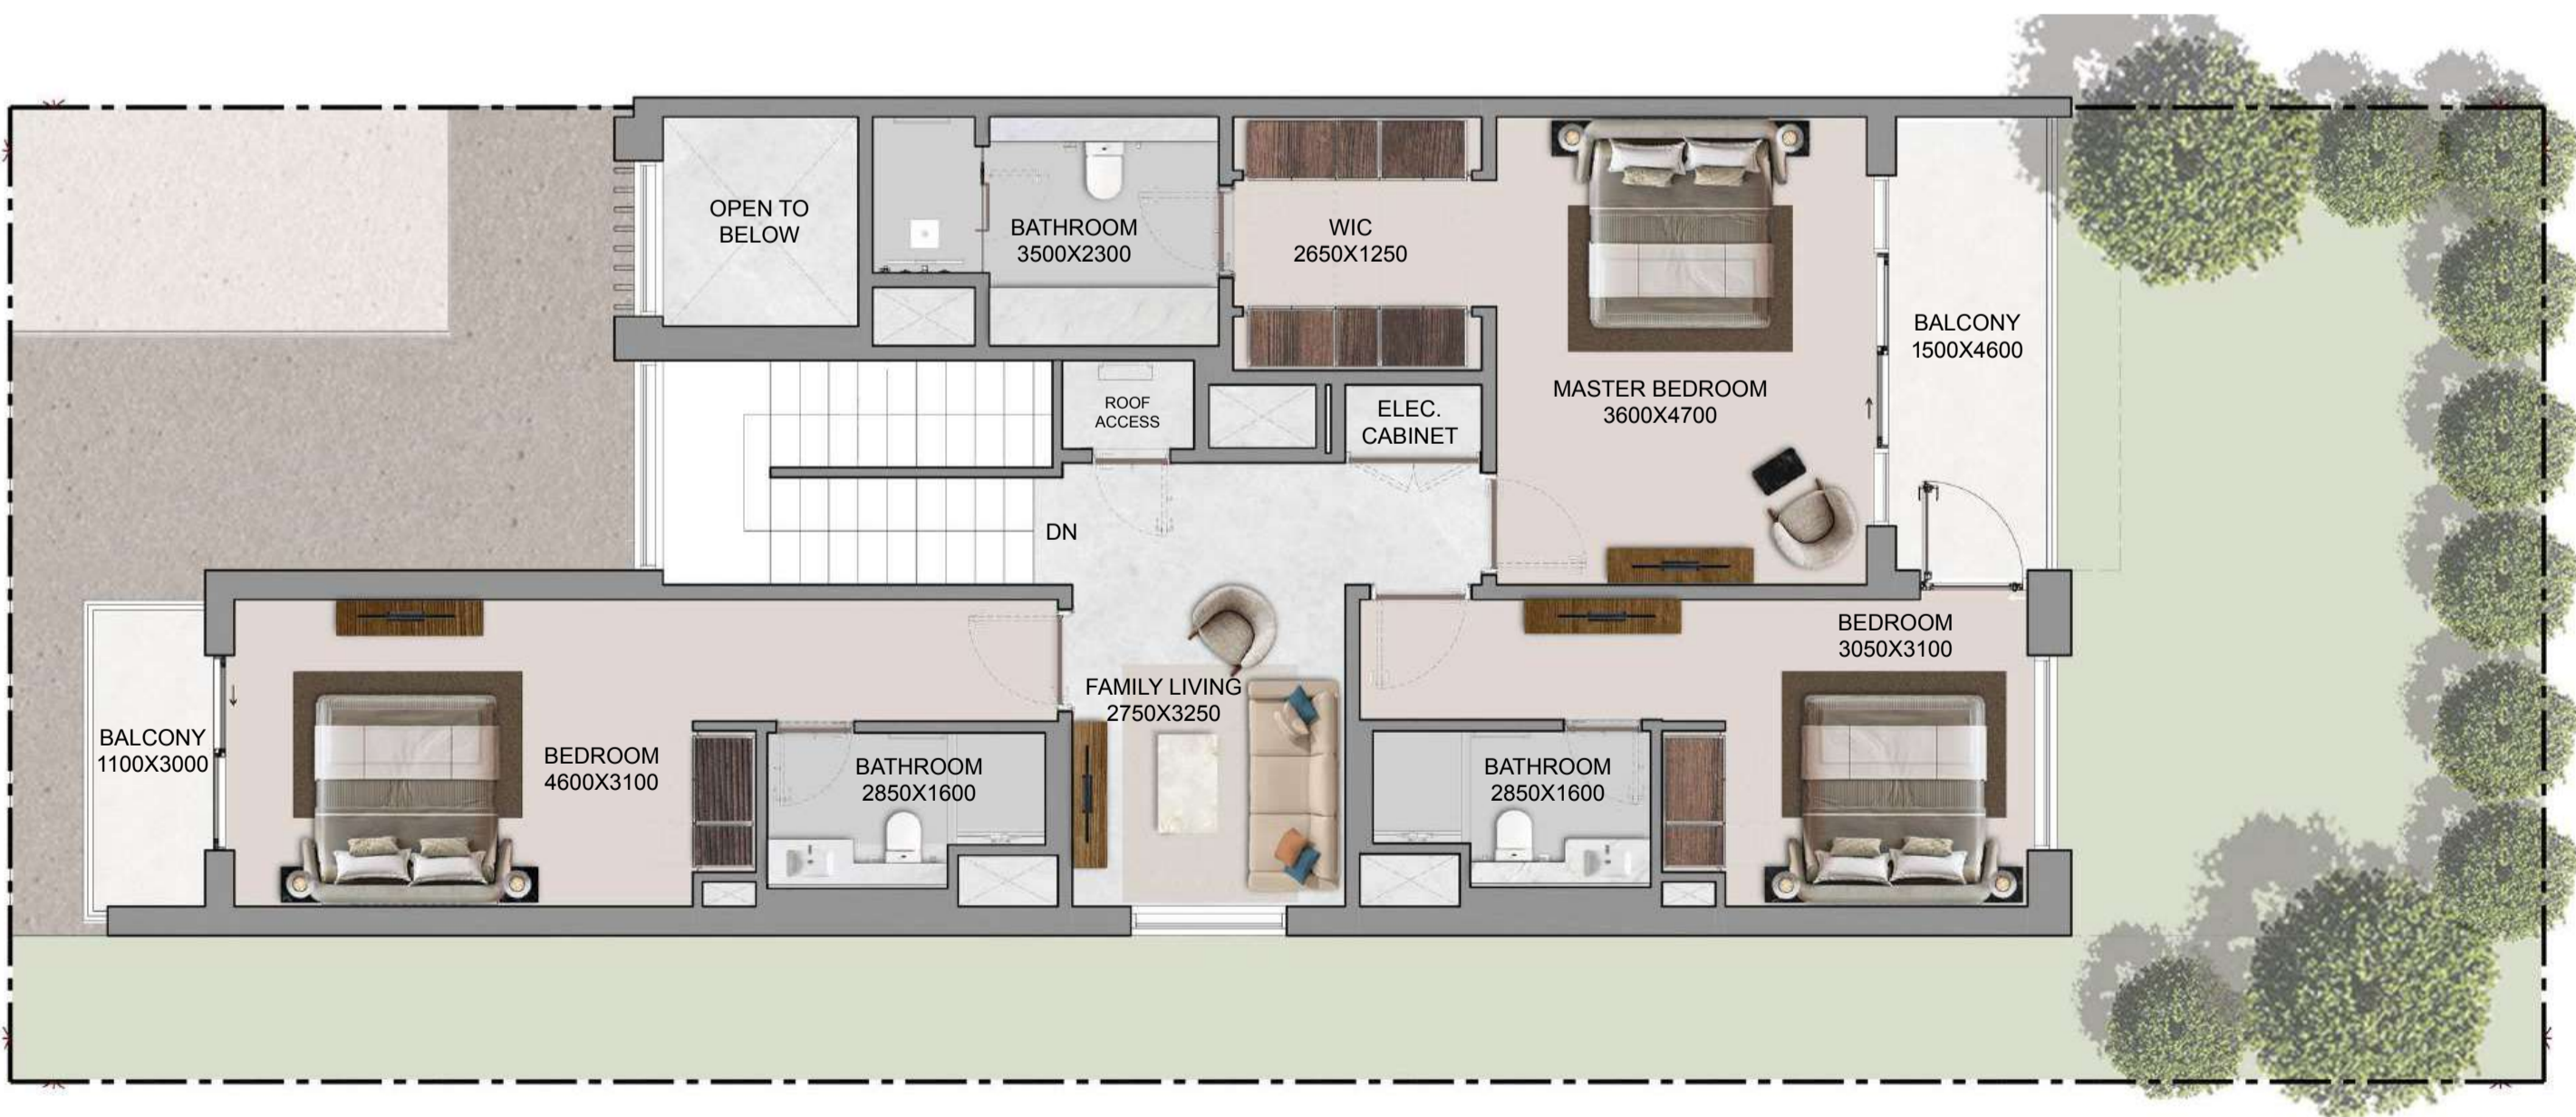 OPEN TO
BELOW
BATHROOM
3500X2300
WIC
2650X1250
BALCONY
1500X4600
MASTER BEDROOM
3600X4700
ROOF
ACCESS
ELEC.
CABINET
DN
BEDROOM
3050X3100
FAMILY LIVING
2750X3250
BALCONY
1100X3000
BEDROOM
4600X3100
BATHROOM
2850X1600
BATHROOM
2850X1600